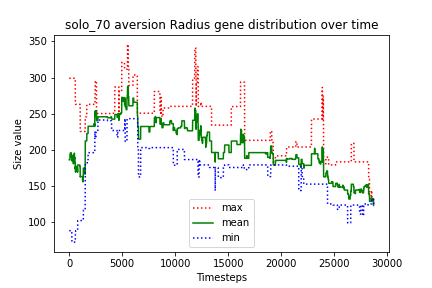 solo_70 aversion Radius gene distribution over time
350
300
250
200
150
100
Size value
max
mean
min
0 5000 10000 15000 20000 25000 30000
Timesteps